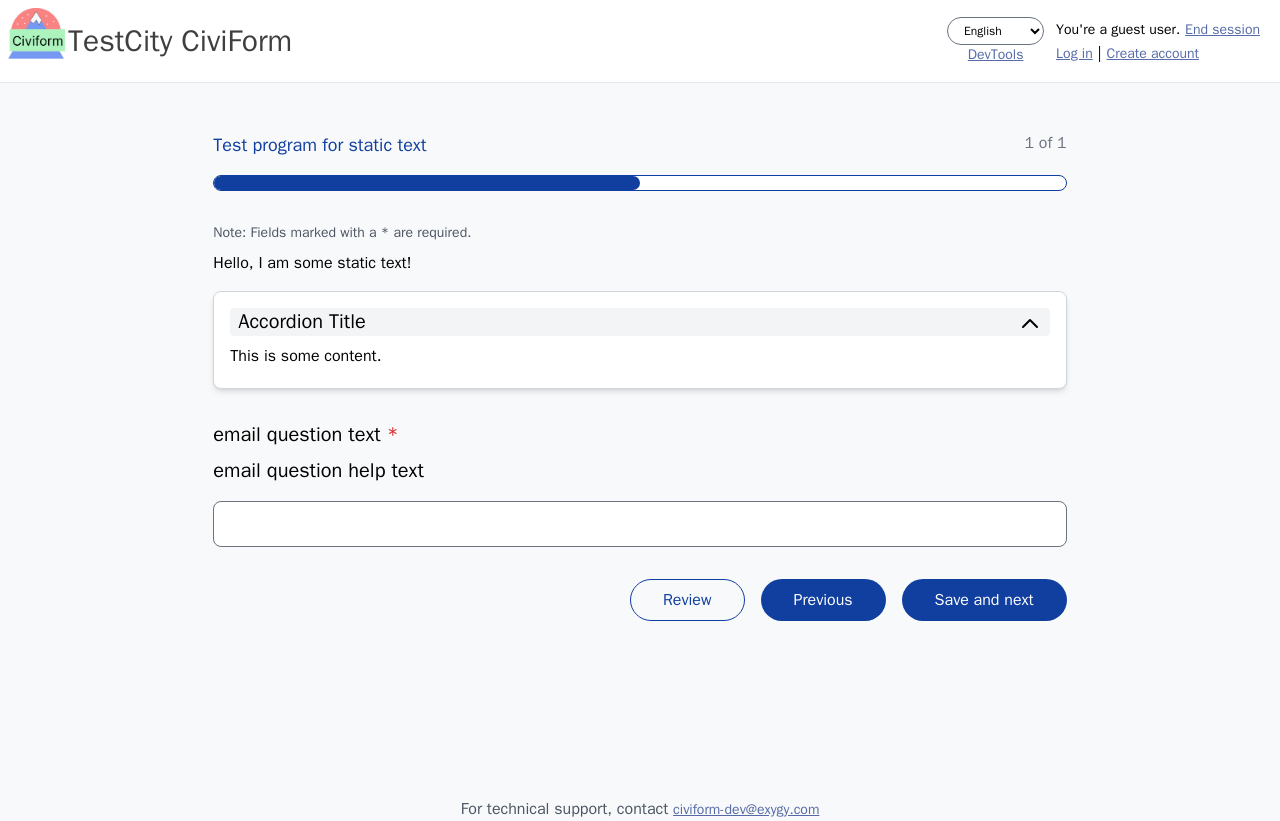 Civiform TestCity CiviForm
English
You're a guest user. End session
DevTools
Log in | Create account
Test program for static text
1 of 1
Note: Fields marked with a * are required.
Hello, I am some static text!
Accordion Title
This is some content.
email question text *
email question help text
Review
Previous
Save and next
For technical support, contact civiform-dev@exygy.com